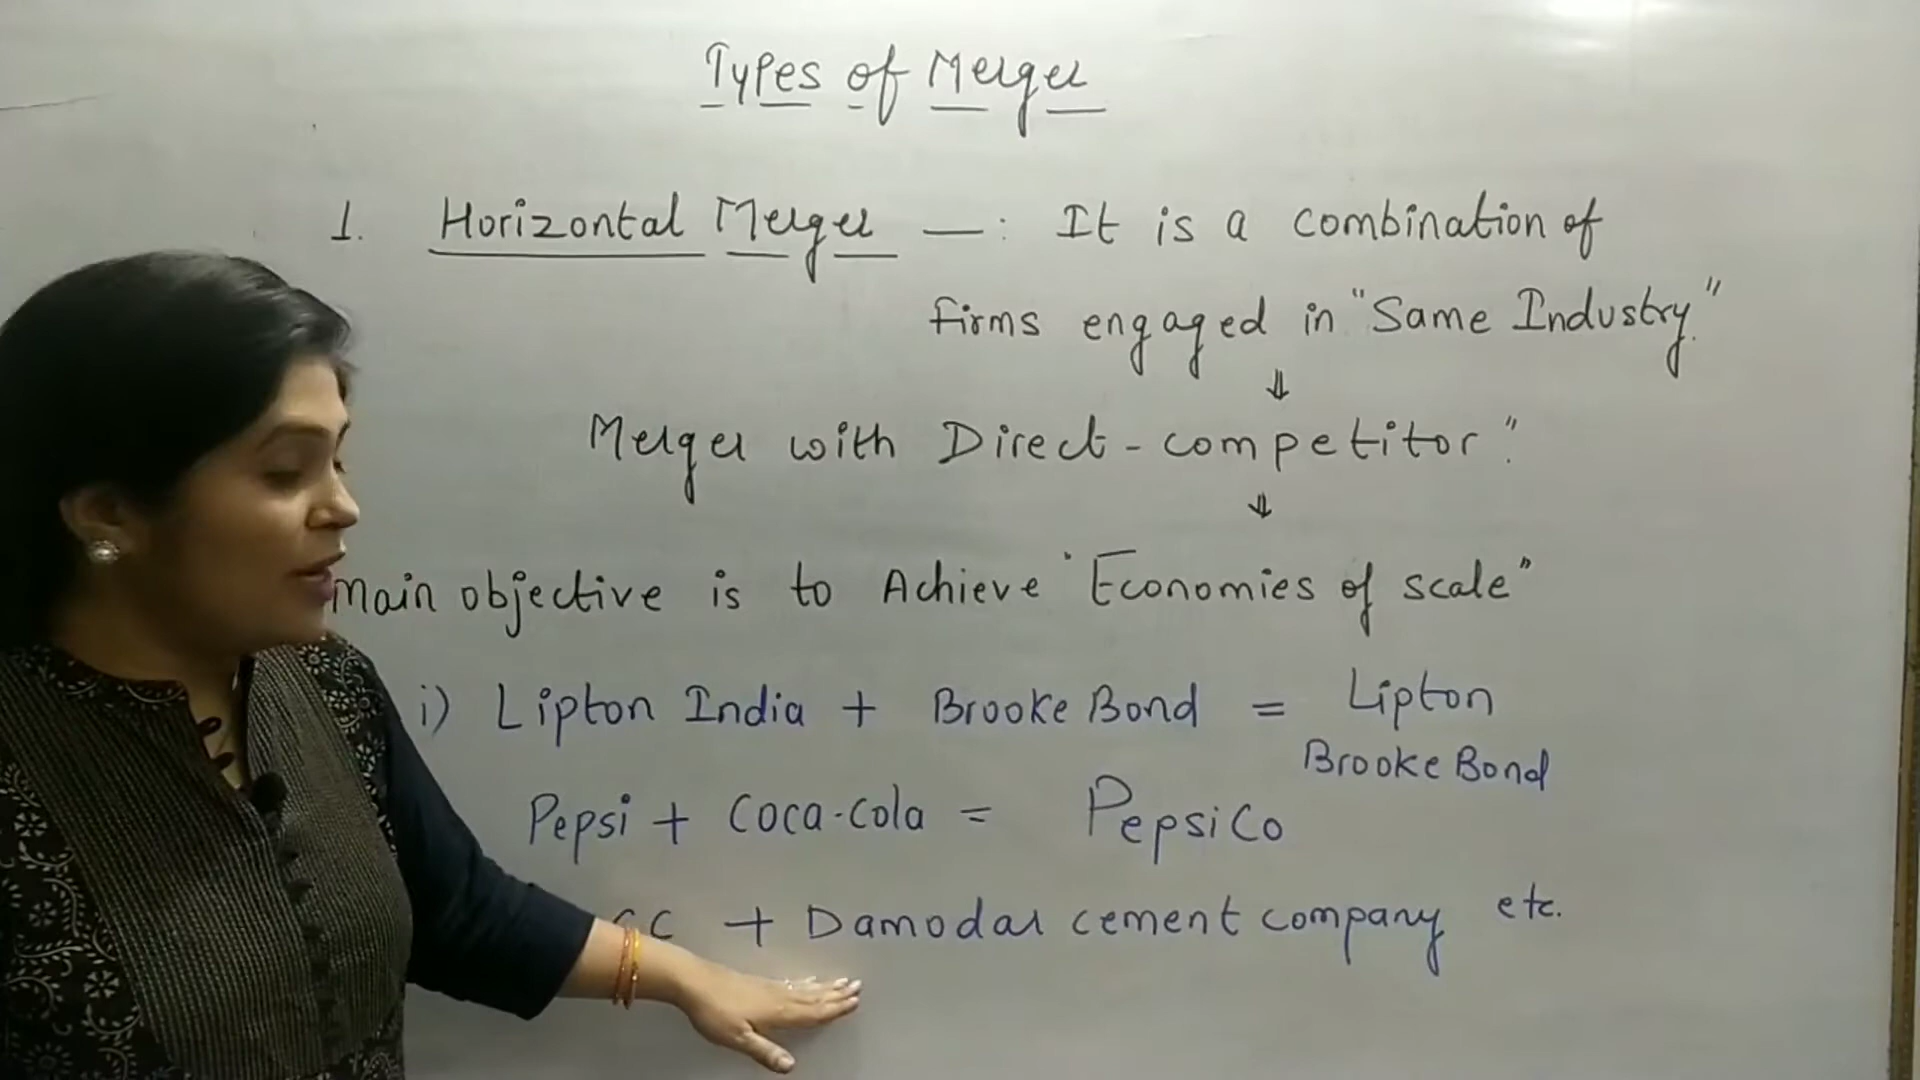 Types of Merger
1. Horizontal Merger —: It is a combination of
firms engaged in "Same Industry."
⇓
Merger with Direct-competitor".
⇓
Main objective is to Achieve "Economies of scale"
i) Lipton India + Brooke Bond = Lipton
Brooke Bond
Pepsi + Coca-Cola = PepsiCo
+ Damodar cement company etc.